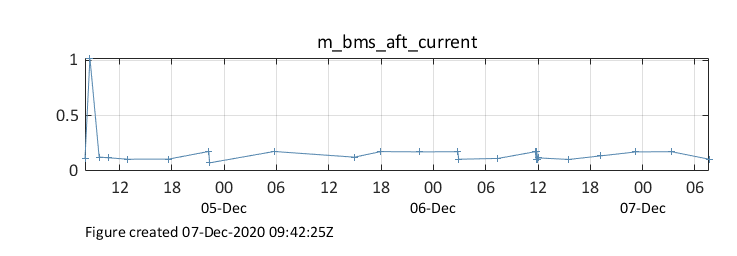 m_bms_aft_current
1
0.5
0
12 18 00 06 12 18 00 06 12 18 00 06
05-Dec 06-Dec 07-Dec
Figure created 07-Dec-2020 09:42:25Z